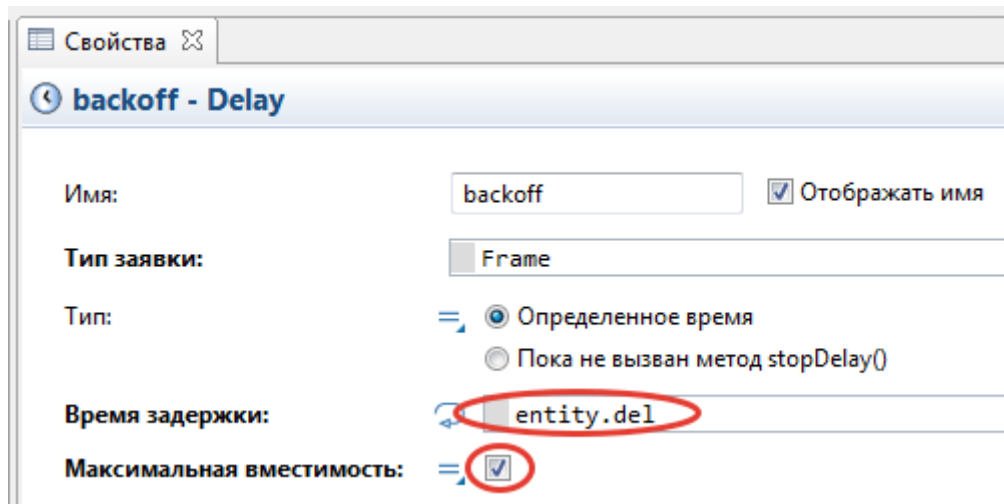 Свойства
backoff - Delay
Имя: backoff Отображать имя
Тип заявки: Frame
Тип: Определенное время
Пока не вызван метод stopDelay()
Время задержки: entity.del
Максимальная вместимость: